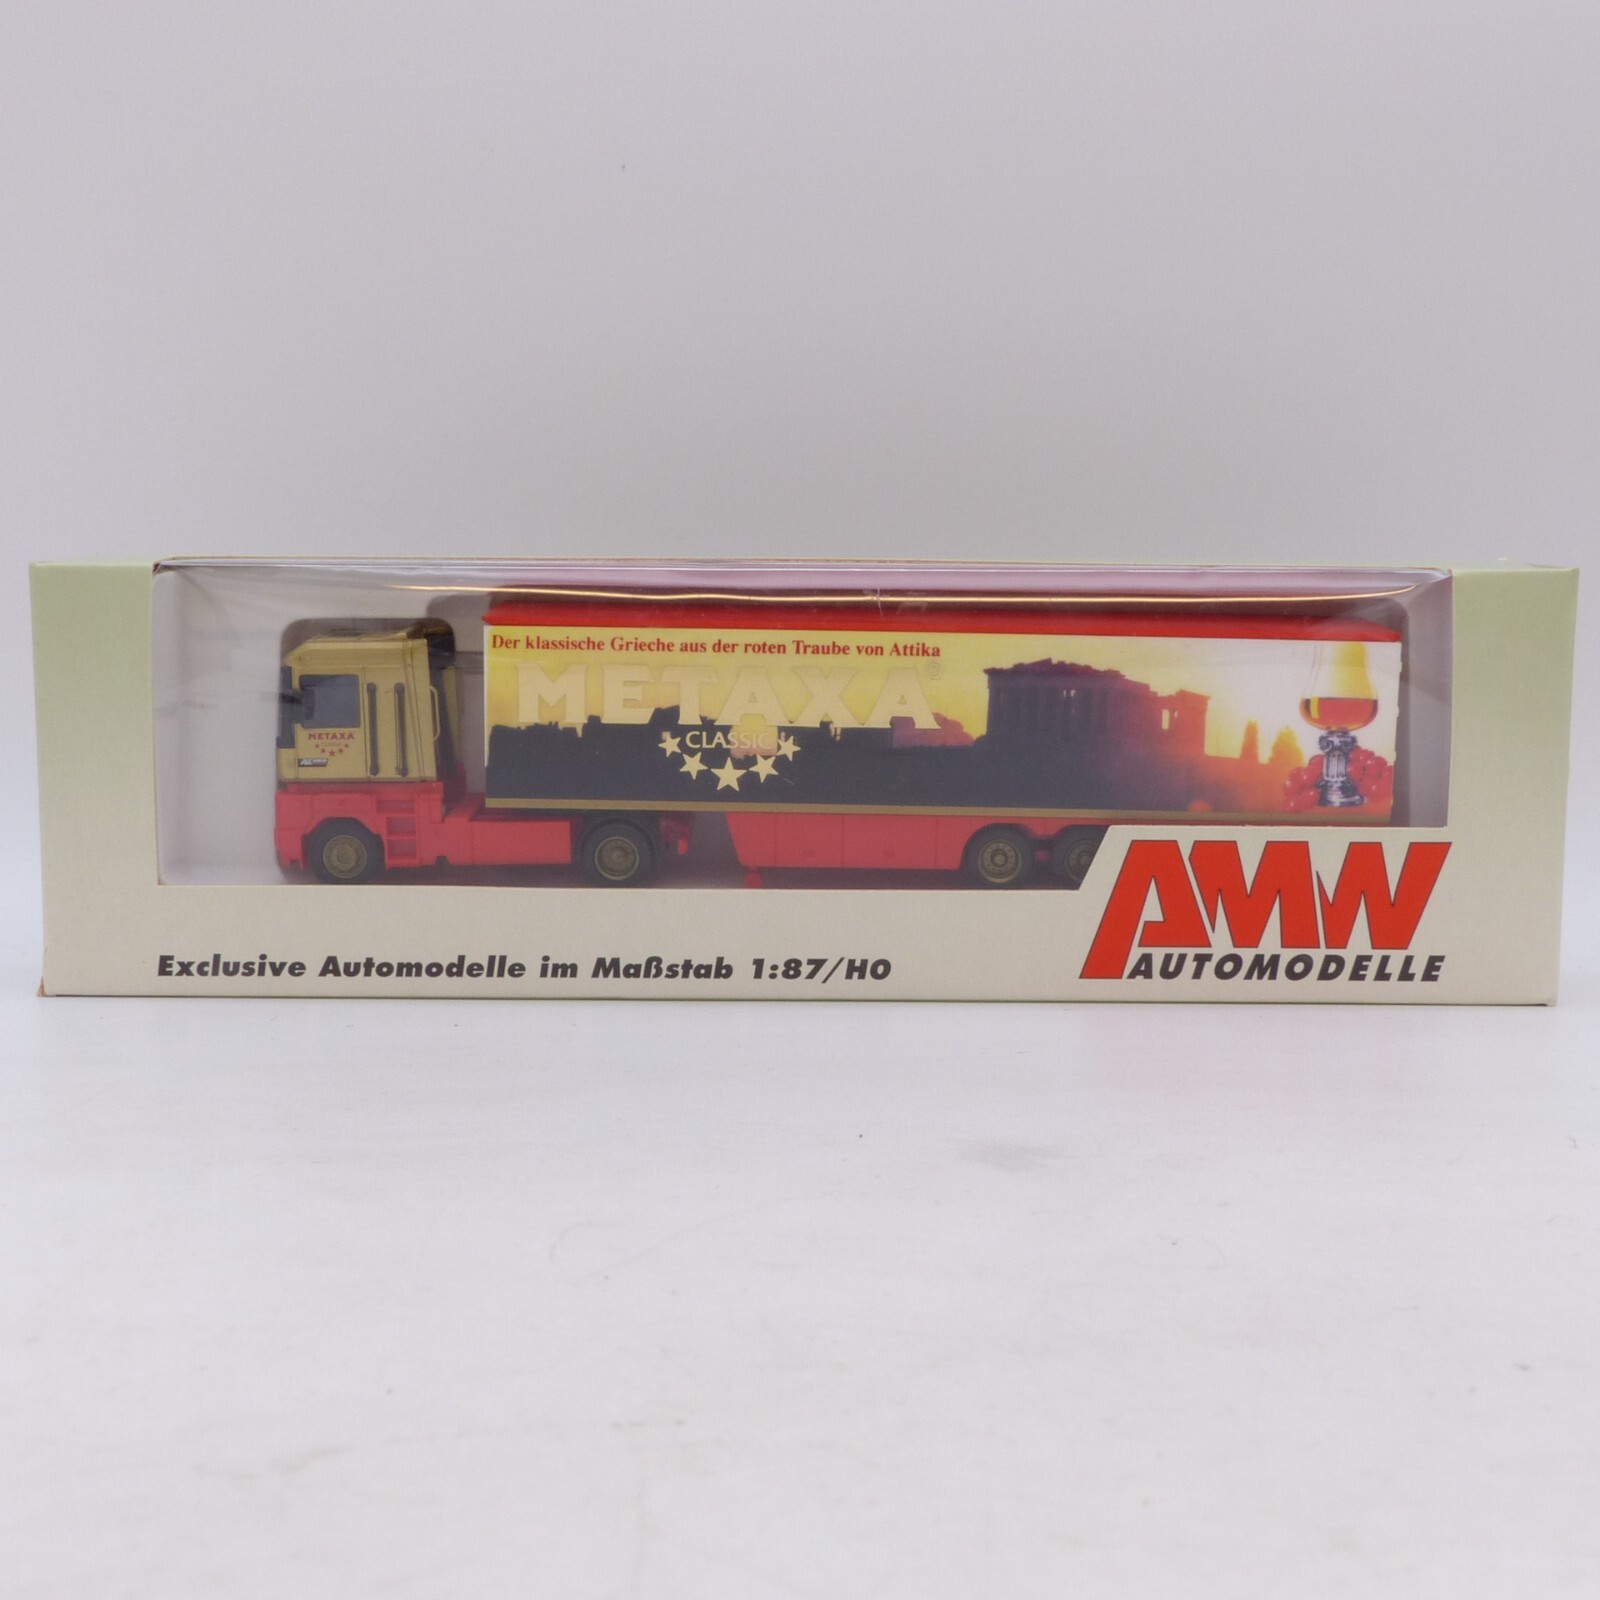 Der klassische Grieche aus der roten Traube von Attika
METAXA®
CLASSIC
METAXA
AMW
AUTOMODELLE
Exclusive Automodelle im Maßstab 1:87/H0